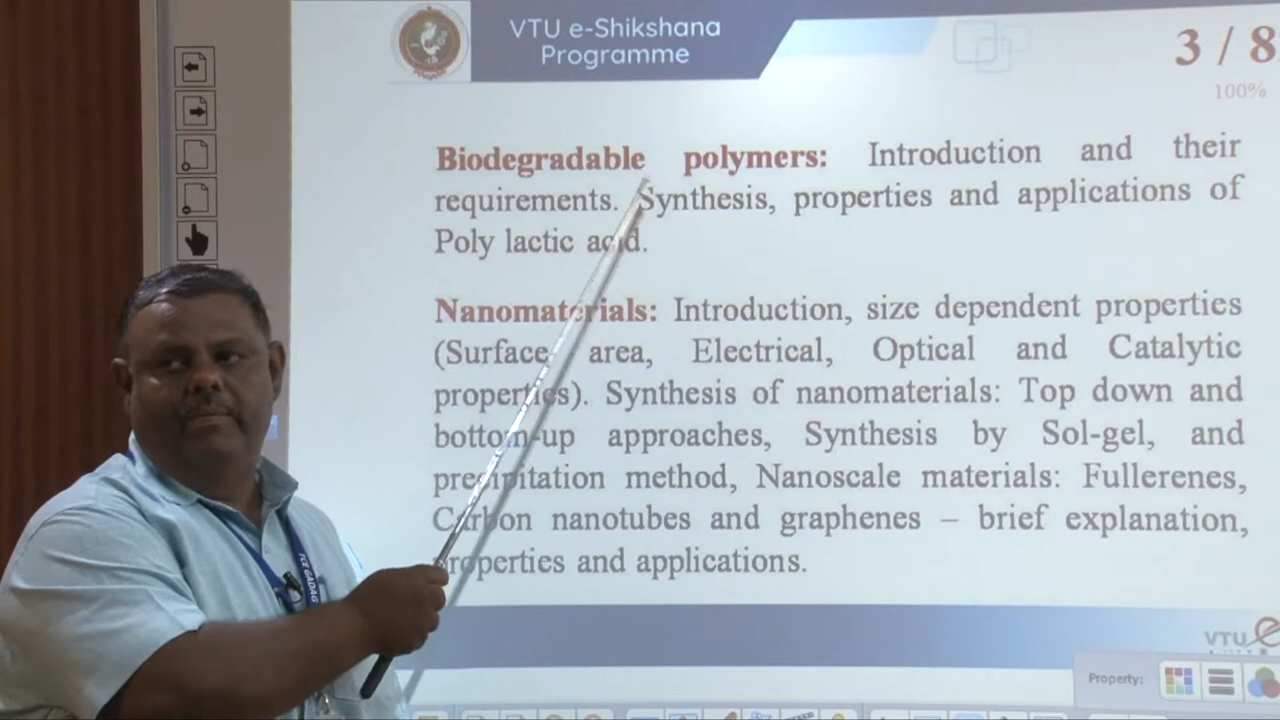 VTU e-Shikshana
Programme
3 / 8
100%
Biodegradable polymers: Introduction and their
requirements. Synthesis, properties and applications of
Poly lactic acid.
Nanomaterials: Introduction, size dependent properties
(Surface area, Electrical, Optical and Catalytic
properties). Synthesis of nanomaterials: Top down and
bottom-up approaches, Synthesis by Sol-gel, and
precipitation method, Nanoscale materials: Fullerenes,
Carbon nanotubes and graphenes – brief explanation,
properties and applications.
TCE GADAG
VTU e
Property: